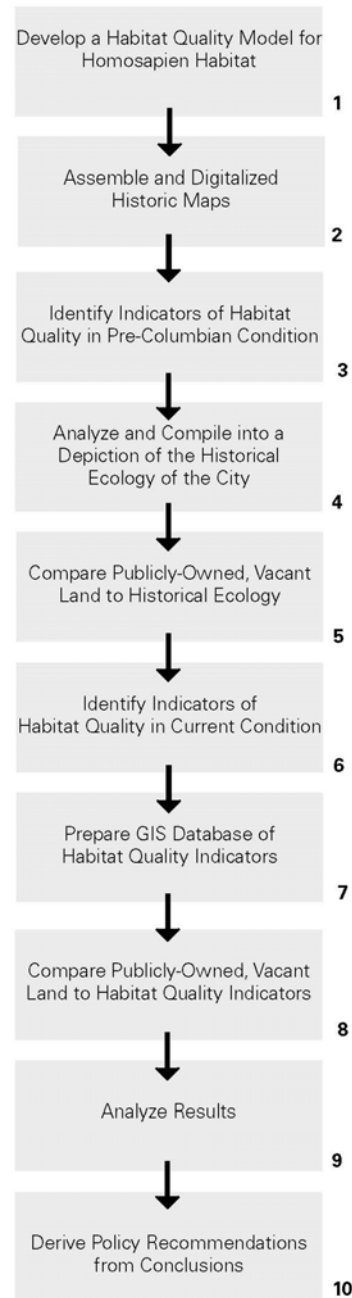 Develop a Habitat Quality Model for
Homosapien Habitat
1
Assemble and Digitalized
Historic Maps
2
Identify Indicators of Habitat
Quality in Pre-Columbian Condition
3
Analyze and Compile into a
Depiction of the Historical
Ecology of the City
4
Compare Publicly-Owned, Vacant
Land to Historical Ecology
5
Identify Indicators of
Habitat Quality in Current Condition
6
Prepare GIS Database of
Habitat Quality Indicators
7
Compare Publicly-Owned, Vacant
Land to Habitat Quality Indicators
8
Analyze Results
9
Derive Policy Recommendations
from Conclusions
10